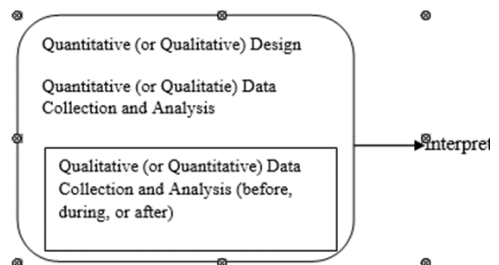 Quantitative (or Qualitative) Design
Quantitative (or Qualitatie) Data
Collection and Analysis
Qualitative (or Quantitative) Data
Collection and Analysis (before,
during, or after)
interpret